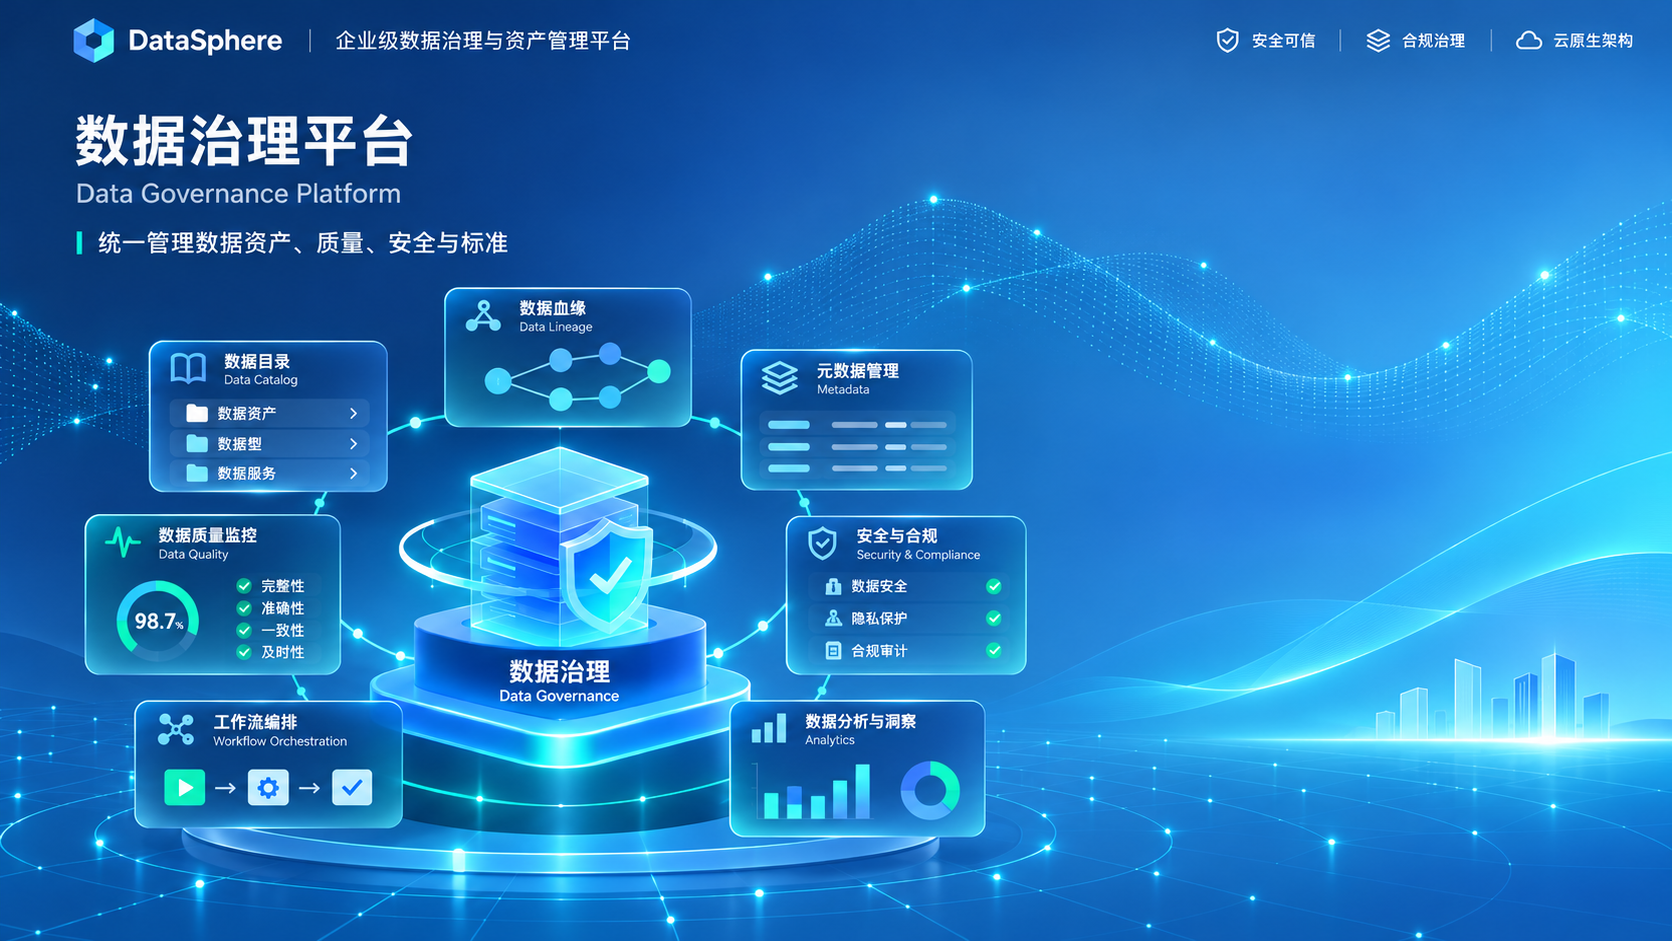 DataSphere
企业级数据治理与资产管理平台
安全可信
合规治理
云原生架构
数据治理平台
Data Governance Platform
统一管理数据资产、质量、安全与标准
数据血缘
Data Lineage
数据目录
Data Catalog
数据资产
数据型
数据服务
元数据管理
Metadata
数据质量监控
Data Quality
98.7%
完整性
准确性
一致性
及时性
安全与合规
Security & Compliance
数据安全
隐私保护
合规审计
数据治理
Data Governance
工作流编排
Workflow Orchestration
数据分析与洞察
Analytics